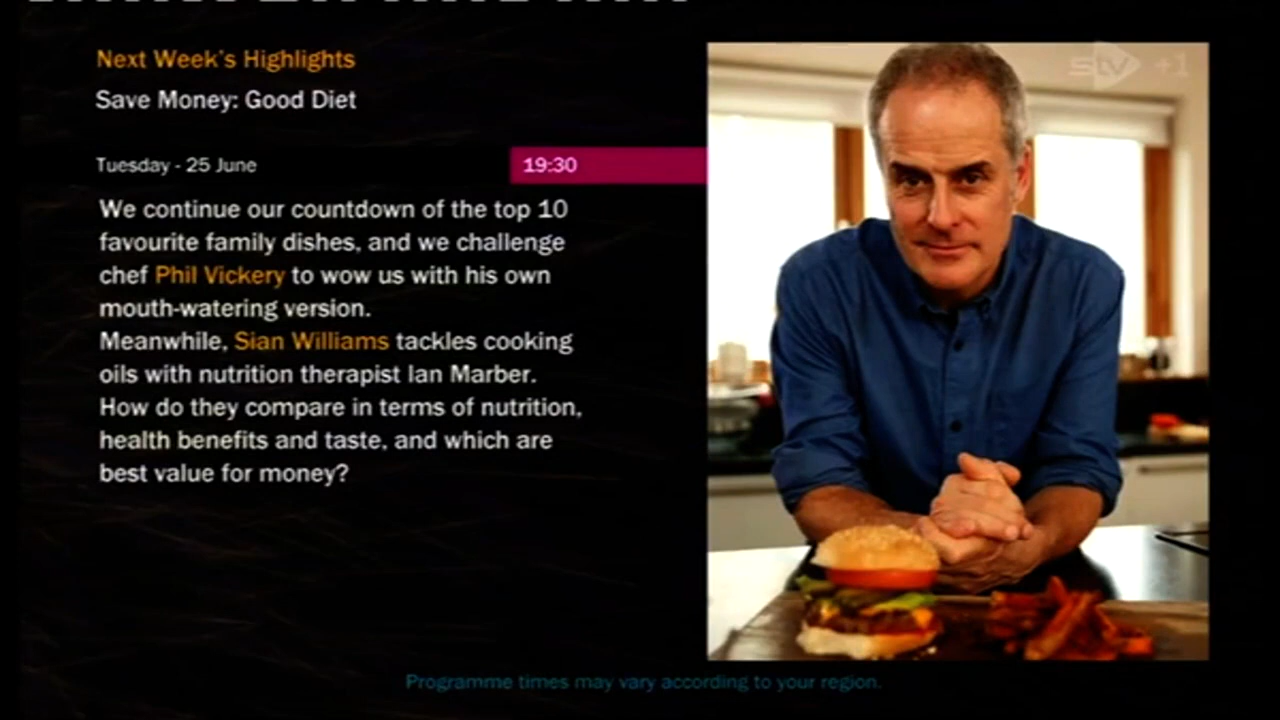 Next Week's Highlights
Save Money: Good Diet
Tuesday - 25 June
19:30
We continue our countdown of the top 10
favourite family dishes, and we challenge
chef Phil Vickery to wow us with his own
mouth-watering version.
Meanwhile, Sian Williams tackles cooking
oils with nutrition therapist Ian Marber.
How do they compare in terms of nutrition,
health benefits and taste, and which are
best value for money?
stv +1
Programme times may vary according to your region.